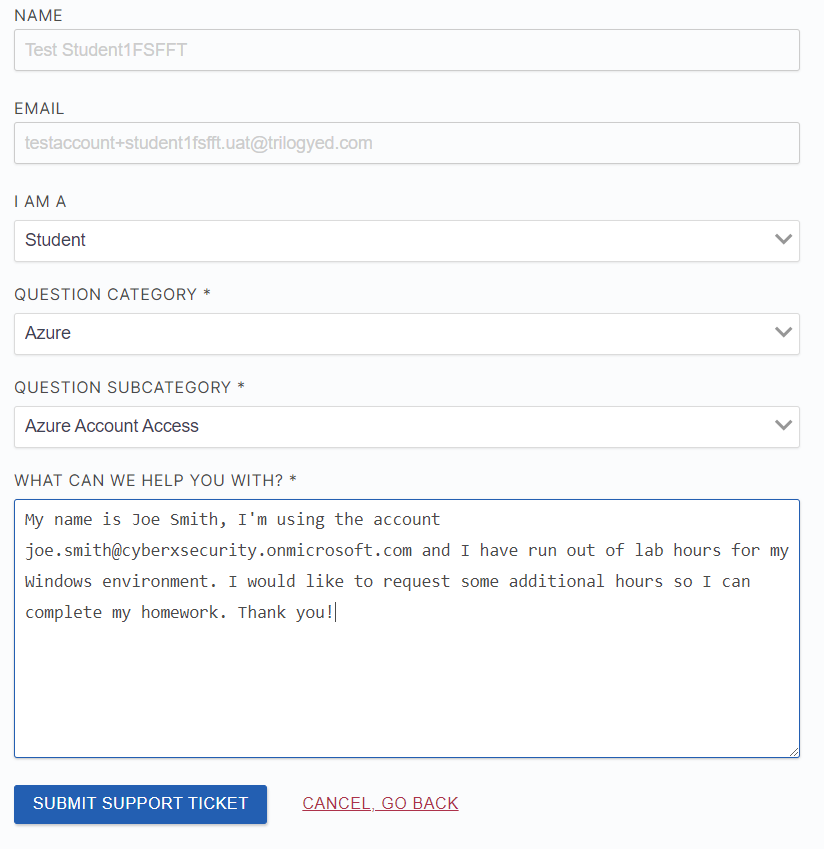 NAME
Test Student1FSFFT
EMAIL
testaccount+student1fsfft.uat@trilogyed.com
I AM A
Student
QUESTION CATEGORY *
Azure
QUESTION SUBCATEGORY *
Azure Account Access
WHAT CAN WE HELP YOU WITH? *
My name is Joe Smith, I'm using the account
joe.smith@cyberxsecurity.onmicrosoft.com and I have run out of lab hours for my
Windows environment. I would like to request some additional hours so I can
complete my homework. Thank you!
SUBMIT SUPPORT TICKET CANCEL, GO BACK